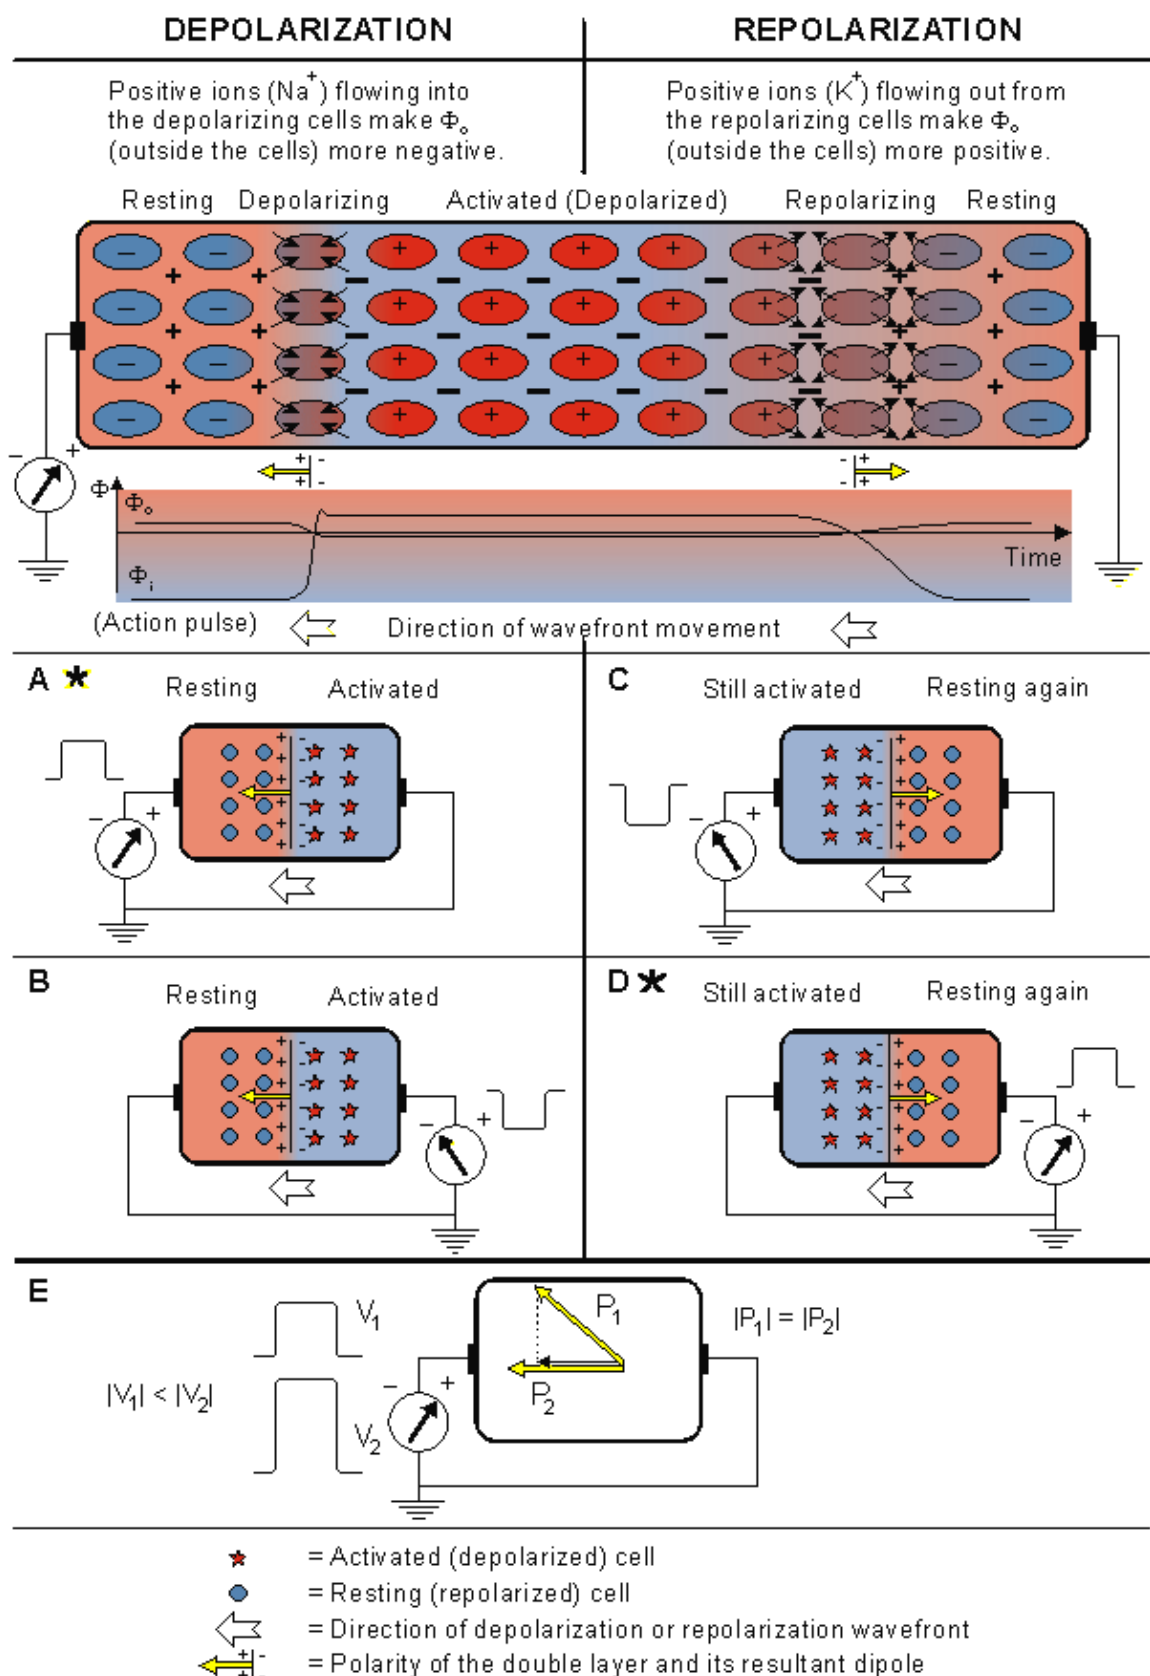 DEPOLARIZATION
REPOLARIZATION
Positive ions (Na⁺) flowing into
the depolarizing cells make Φₒ
(outside the cells) more negative.
Positive ions (K⁺) flowing out from
the repolarizing cells make Φₒ
(outside the cells) more positive.
Resting Depolarizing Activated (Depolarized) Repolarizing Resting
− +
Φ
Φₒ
Time
Φᵢ
(Action pulse)
Direction of wavefront movement
A *
Resting Activated
− +
C
Still activated Resting again
− +
B
Resting Activated
− +
D *
Still activated Resting again
− +
E
V₁
P₁
|P₁| = |P₂|
− +
|V₁| < |V₂|
P₂
V₂
= Activated (depolarized) cell
= Resting (repolarized) cell
= Direction of depolarization or repolarization wavefront
= Polarity of the double layer and its resultant dipole